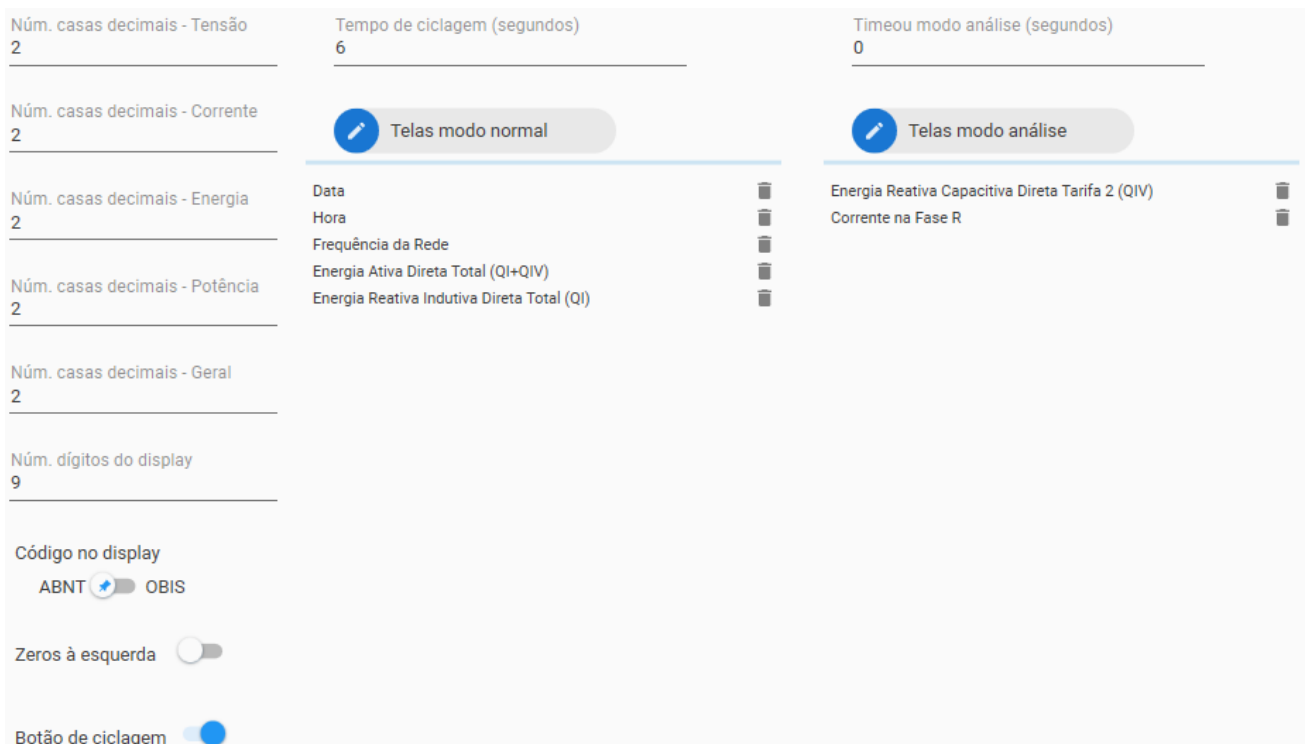 Núm. casas decimais - Tensão
2
Núm. casas decimais - Corrente
2
Núm. casas decimais - Energia
2
Núm. casas decimais - Potência
2
Núm. casas decimais - Geral
2
Núm. dígitos do display
9
Código no display
ABNT OBIS
Zeros à esquerda
Botão de ciclagem
Tempo de ciclagem (segundos)
6
Telas modo normal
Data
Hora
Frequência da Rede
Energia Ativa Direta Total (QI+QIV)
Energia Reativa Indutiva Direta Total (QI)
Timeou modo análise (segundos)
0
Telas modo análise
Energia Reativa Capacitiva Direta Tarifa 2 (QIV)
Corrente na Fase R